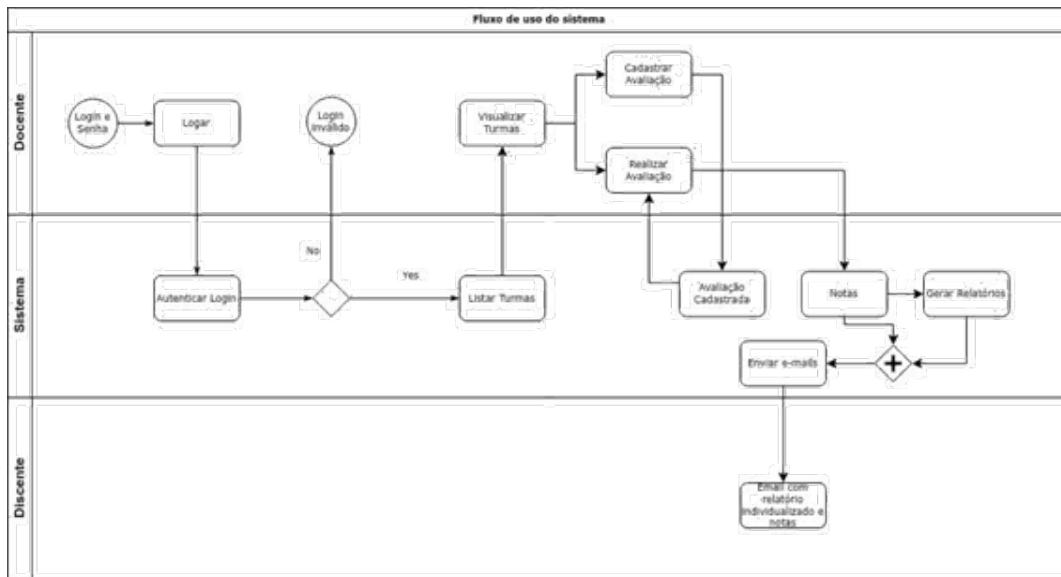 Fluxo de uso do sistema
Docente
Login e
Senha
Logar
Login
Inválido
Visualizar
Turmas
Cadastrar
Avaliação
Realizar
Avaliação
Sistema
No
Yes
Autenticar Login
Listar Turmas
Avaliação
Cadastrada
Notas
Gerar Relatórios
Enviar e-mails
Discente
Email com
relatório
individualizado e
notas